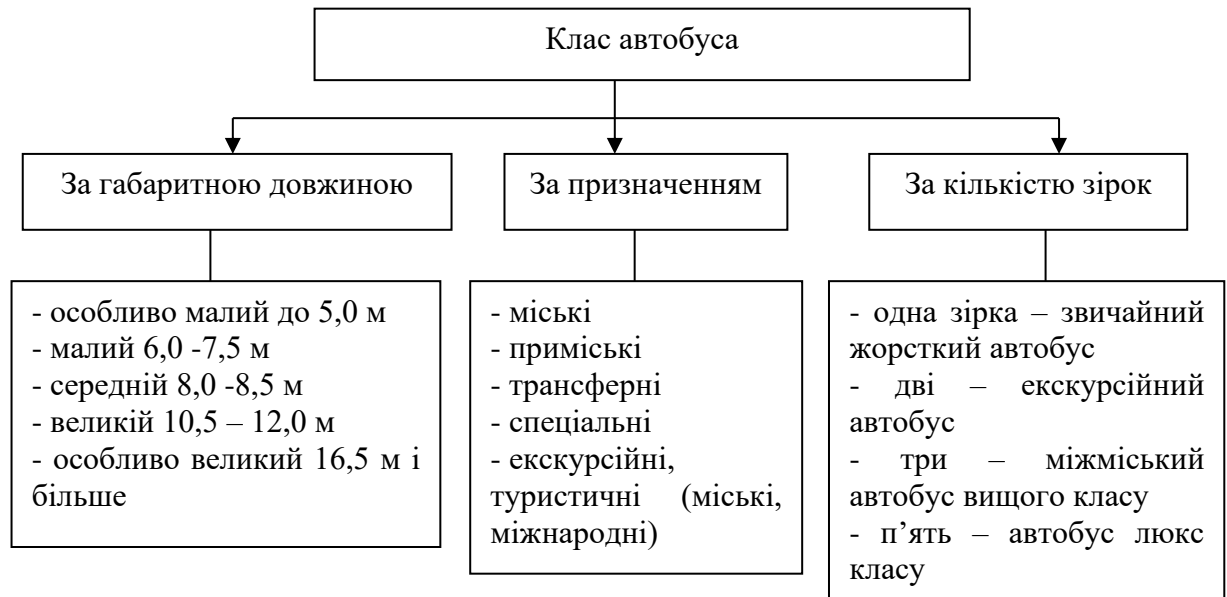 Клас автобуса
За габаритною довжиною
За призначенням
За кількістю зірок
- особливо малий до 5,0 м
- малий 6,0 -7,5 м
- середній 8,0 -8,5 м
- великій 10,5 – 12,0 м
- особливо великий 16,5 м і
більше
- міські
- приміські
- трансферні
- спеціальні
- екскурсійні,
туристичні (міські,
міжнародні)
- одна зірка – звичайний
жорсткий автобус
- дві – екскурсійний
автобус
- три – міжміський
автобус вищого класу
- п’ять – автобус люкс
класу